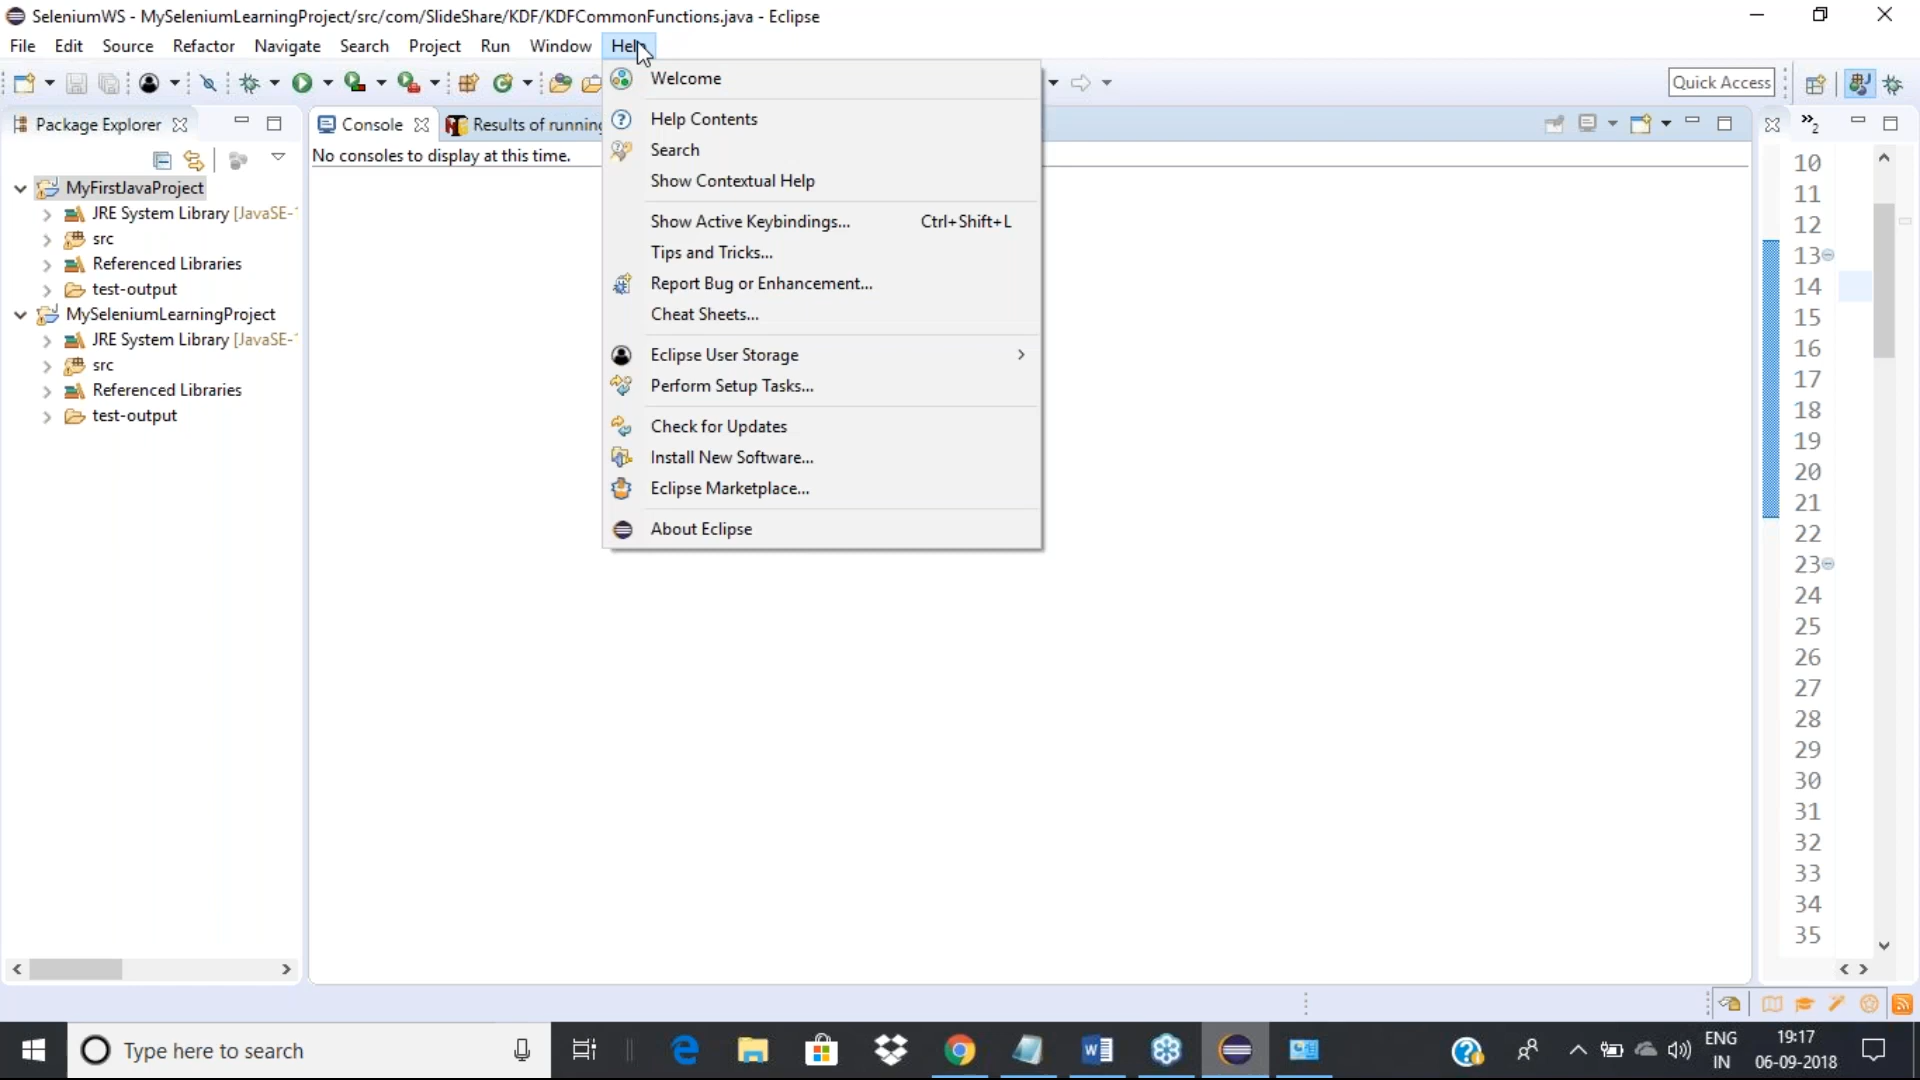 SeleniumWS - MySeleniumLearningProject/src/com/SlideShare/KDF/KDFCommonFunctions.java - Eclipse
File Edit Source Refactor Navigate Search Project Run Window Help
Quick Access
Package Explorer
Console Results of running
No consoles to display at this time.
MyFirstJavaProject
JRE System Library [JavaSE-1
src
Referenced Libraries
test-output
MySeleniumLearningProject
JRE System Library [JavaSE-1
src
Referenced Libraries
test-output
Welcome
Help Contents
Search
Show Contextual Help
Show Active Keybindings... Ctrl+Shift+L
Tips and Tricks...
Report Bug or Enhancement...
Cheat Sheets...
Eclipse User Storage
Perform Setup Tasks...
Check for Updates
Install New Software...
Eclipse Marketplace...
About Eclipse
»2
10
11
12
13
14
15
16
17
18
19
20
21
22
23
24
25
26
27
28
29
30
31
32
33
34
35
Type here to search
ENG
IN
19:17
06-09-2018